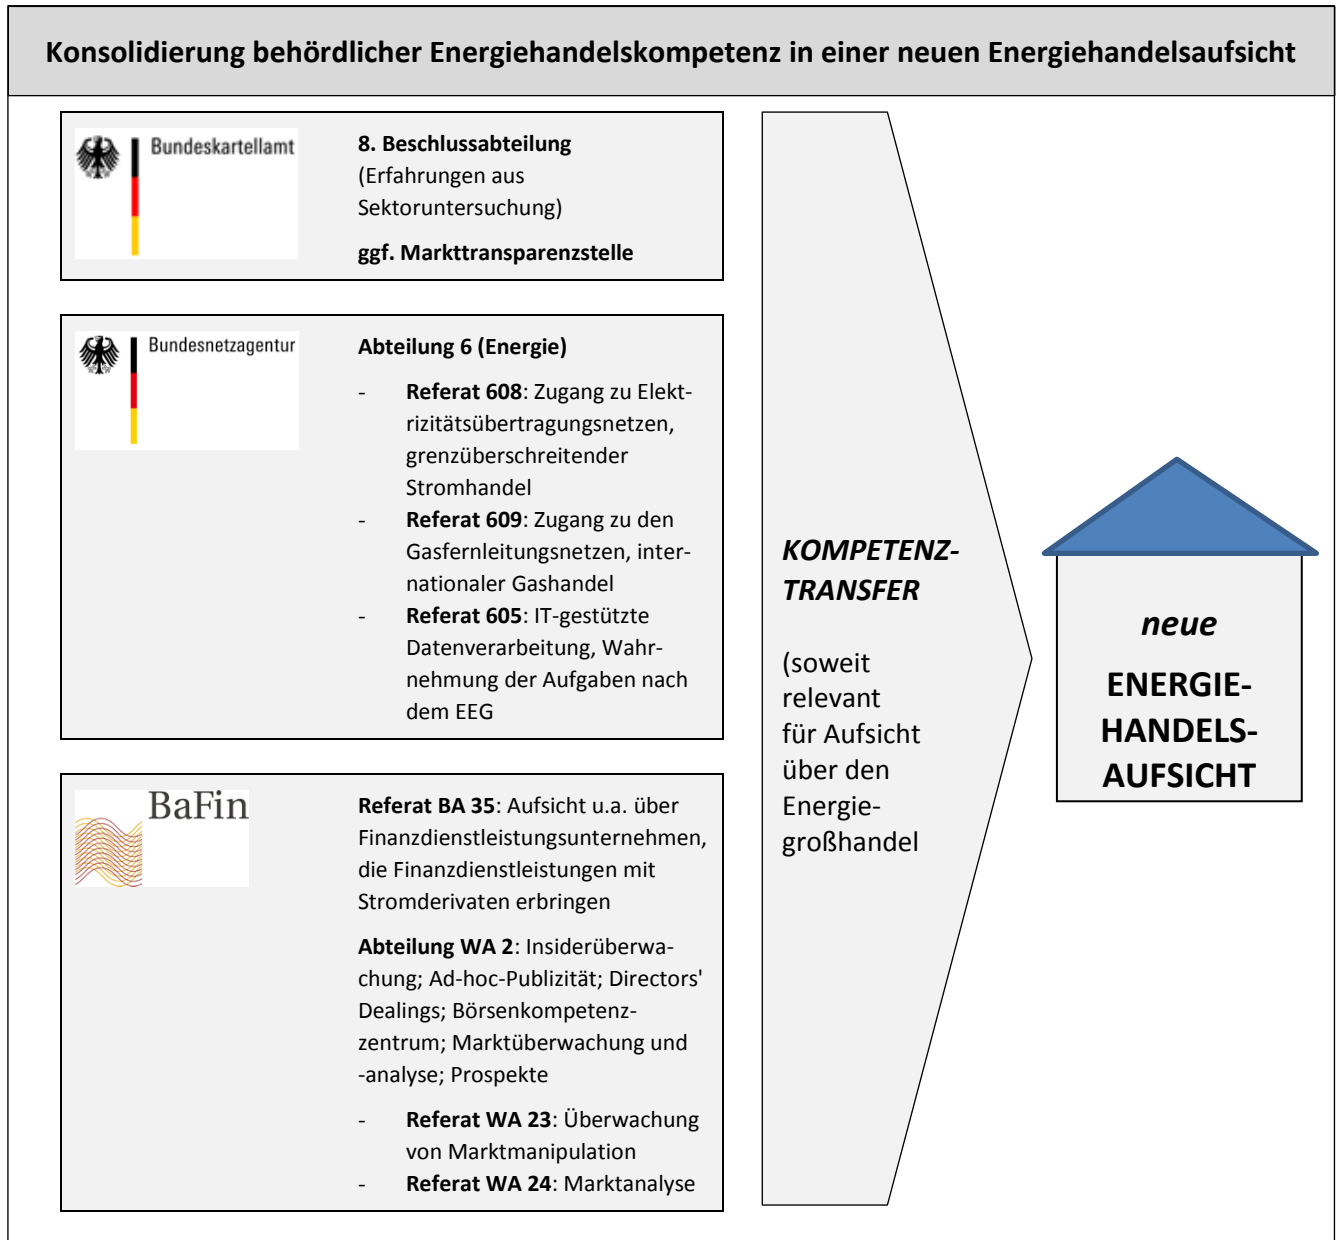 Konsolidierung behördlicher Energiehandelskompetenz in einer neuen Energiehandelsaufsicht
Bundeskartellamt
8. Beschlussabteilung
(Erfahrungen aus
Sektoruntersuchung)
ggf. Markttransparenzstelle
Bundesnetzagentur
Abteilung 6 (Energie)
- Referat 608: Zugang zu Elekt-
rizitätsübertragungsnetzen,
grenzüberschreitender
Stromhandel
- Referat 609: Zugang zu den
Gasfernleitungsnetzen, inter-
nationaler Gashandel
- Referat 605: IT-gestützte
Datenverarbeitung, Wahr-
nehmung der Aufgaben nach
dem EEG
BaFin
Referat BA 35: Aufsicht u.a. über
Finanzdienstleistungsunternehmen,
die Finanzdienstleistungen mit
Stromderivaten erbringen
Abteilung WA 2: Insiderüberwa-
chung; Ad-hoc-Publizität; Directors'
Dealings; Börsenkompetenz-
zentrum; Marktüberwachung und
-analyse; Prospekte
- Referat WA 23: Überwachung
von Marktmanipulation
- Referat WA 24: Marktanalyse
KOMPETENZ-
TRANSFER
(soweit
relevant
für Aufsicht
über den
Energie-
großhandel
neue
ENERGIE-
HANDELS-
AUFSICHT